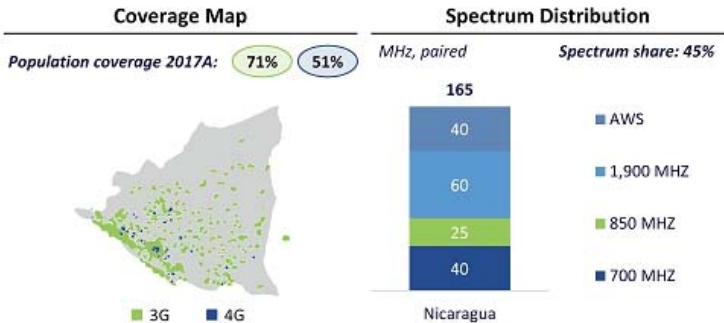 Coverage Map
Population coverage 2017A: 71% 51%
3G 4G
Spectrum Distribution
MHz, paired Spectrum share: 45%
165
40
60
25
40
Nicaragua
AWS
1,900 MHZ
850 MHZ
700 MHZ